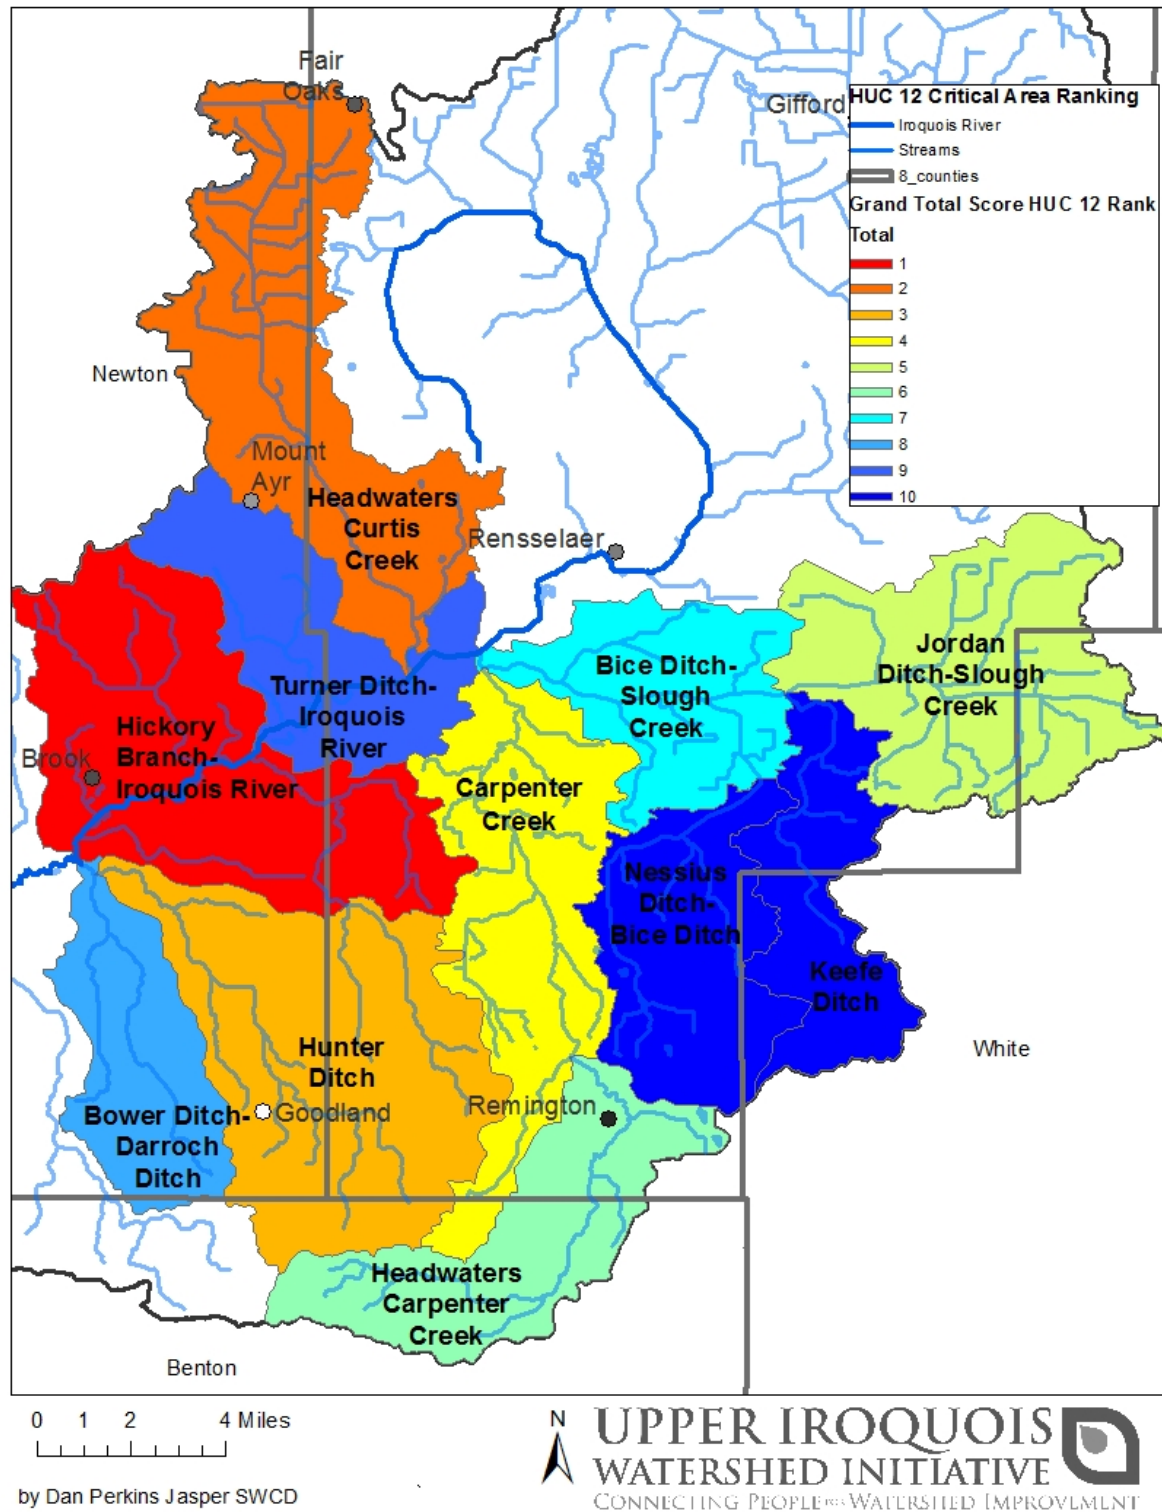 Fair
Oaks
Gifford
HUC 12 Critical Area Ranking
Iroquois River
Streams
8_counties
Grand Total Score HUC 12 Rank
Total
1
2
3
4
5
6
7
8
9
10
Newton
Mount
Ayr
Headwaters
Curtis
Creek
Rensselaer
Jordan
Ditch-Slough
Creek
Bice Ditch-
Slough
Creek
Turner Ditch-
Iroquois
River
Hickory
Branch-
Iroquois River
Brook
Carpenter
Creek
Nessius
Ditch-
Bice Ditch
Keefe
Ditch
White
Hunter
Ditch
Goodland
Remington
Bower Ditch-
Darroch
Ditch
Headwaters
Carpenter
Creek
Benton
0 1 2 4 Miles
by Dan Perkins Jasper SWCD
N
UPPER IROQUOIS
WATERSHED INITIATIVE
CONNECTING PEOPLE WATERSHED IMPROVEMENT